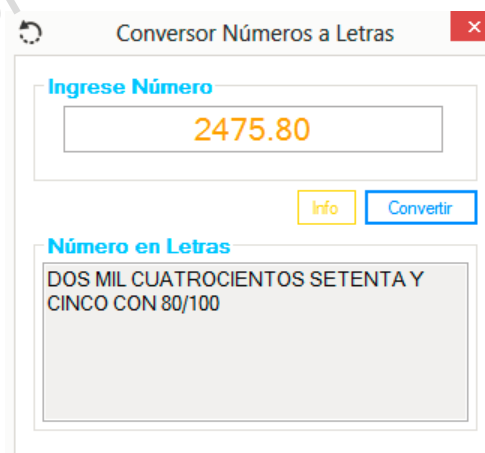 Conversor Números a Letras
Ingrese Número
2475.80
Info
Convertir
Número en Letras
DOS MIL CUATROCIENTOS SETENTA Y
CINCO CON 80/100